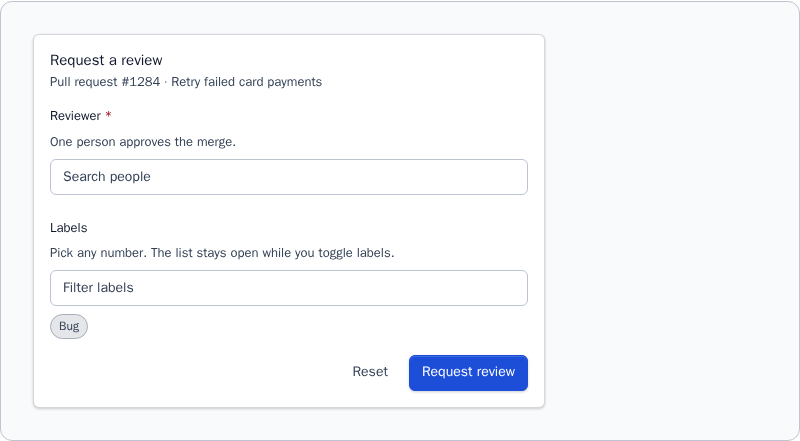 Request a review
Pull request #1284 · Retry failed card payments
Reviewer *
One person approves the merge.
Search people
Labels
Pick any number. The list stays open while you toggle labels.
Filter labels
Bug
Reset
Request review